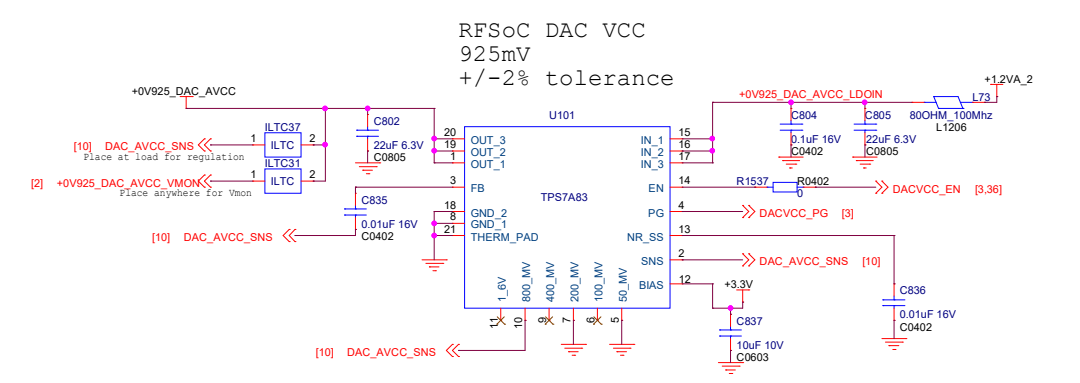 RFSoC DAC VCC
925mV
+/-2% tolerance
+0V925_DAC_AVCC
+0V925_DAC_AVCC_LDOIN
L73
+1.2VA_2
80OHM_100Mhz
L1206
U101
TPS7A83
ILTC37
1 ILTC 2
[10] DAC_AVCC_SNS
Place at load for regulation
ILTC31
1 ILTC 2
[2] +0V925_DAC_AVCC_VMON
Place anywhere for Vmon
C802
22uF 6.3V
C0805
C804
0.1uF 16V
C0402
C805
22uF 6.3V
C0805
20 OUT_3
19 OUT_2
1 OUT_1
3 FB
18 GND_2
8 GND_1
21 THERM_PAD
IN_1 15
IN_2 16
IN_3 17
EN 14
PG 4
NR_SS 13
SNS 2
BIAS 12
R1537
R0402
0
DACVCC_EN [3,36]
DACVCC_PG [3]
DAC_AVCC_SNS [10]
C835
0.01uF 16V
C0402
[10] DAC_AVCC_SNS
+3.3V
C836
0.01uF 16V
C0402
C837
10uF 10V
C0603
1_6V
800_MV
400_MV
200_MV
100_MV
50_MV
11
10
9
7
6
5
[10] DAC_AVCC_SNS